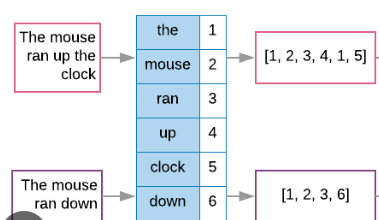 The mouse
ran up the
clock
the 1
mouse 2
ran 3
up 4
clock 5
down 6
[1, 2, 3, 4, 1, 5]
The mouse
ran down
[1, 2, 3, 6]